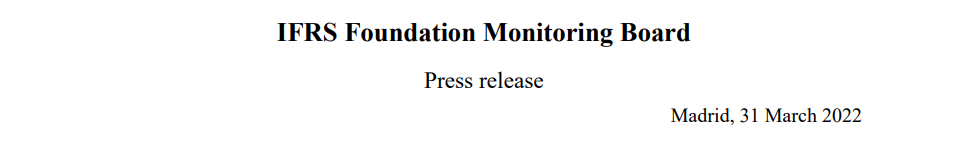 IFRS Foundation Monitoring Board
Press release
Madrid, 31 March 2022